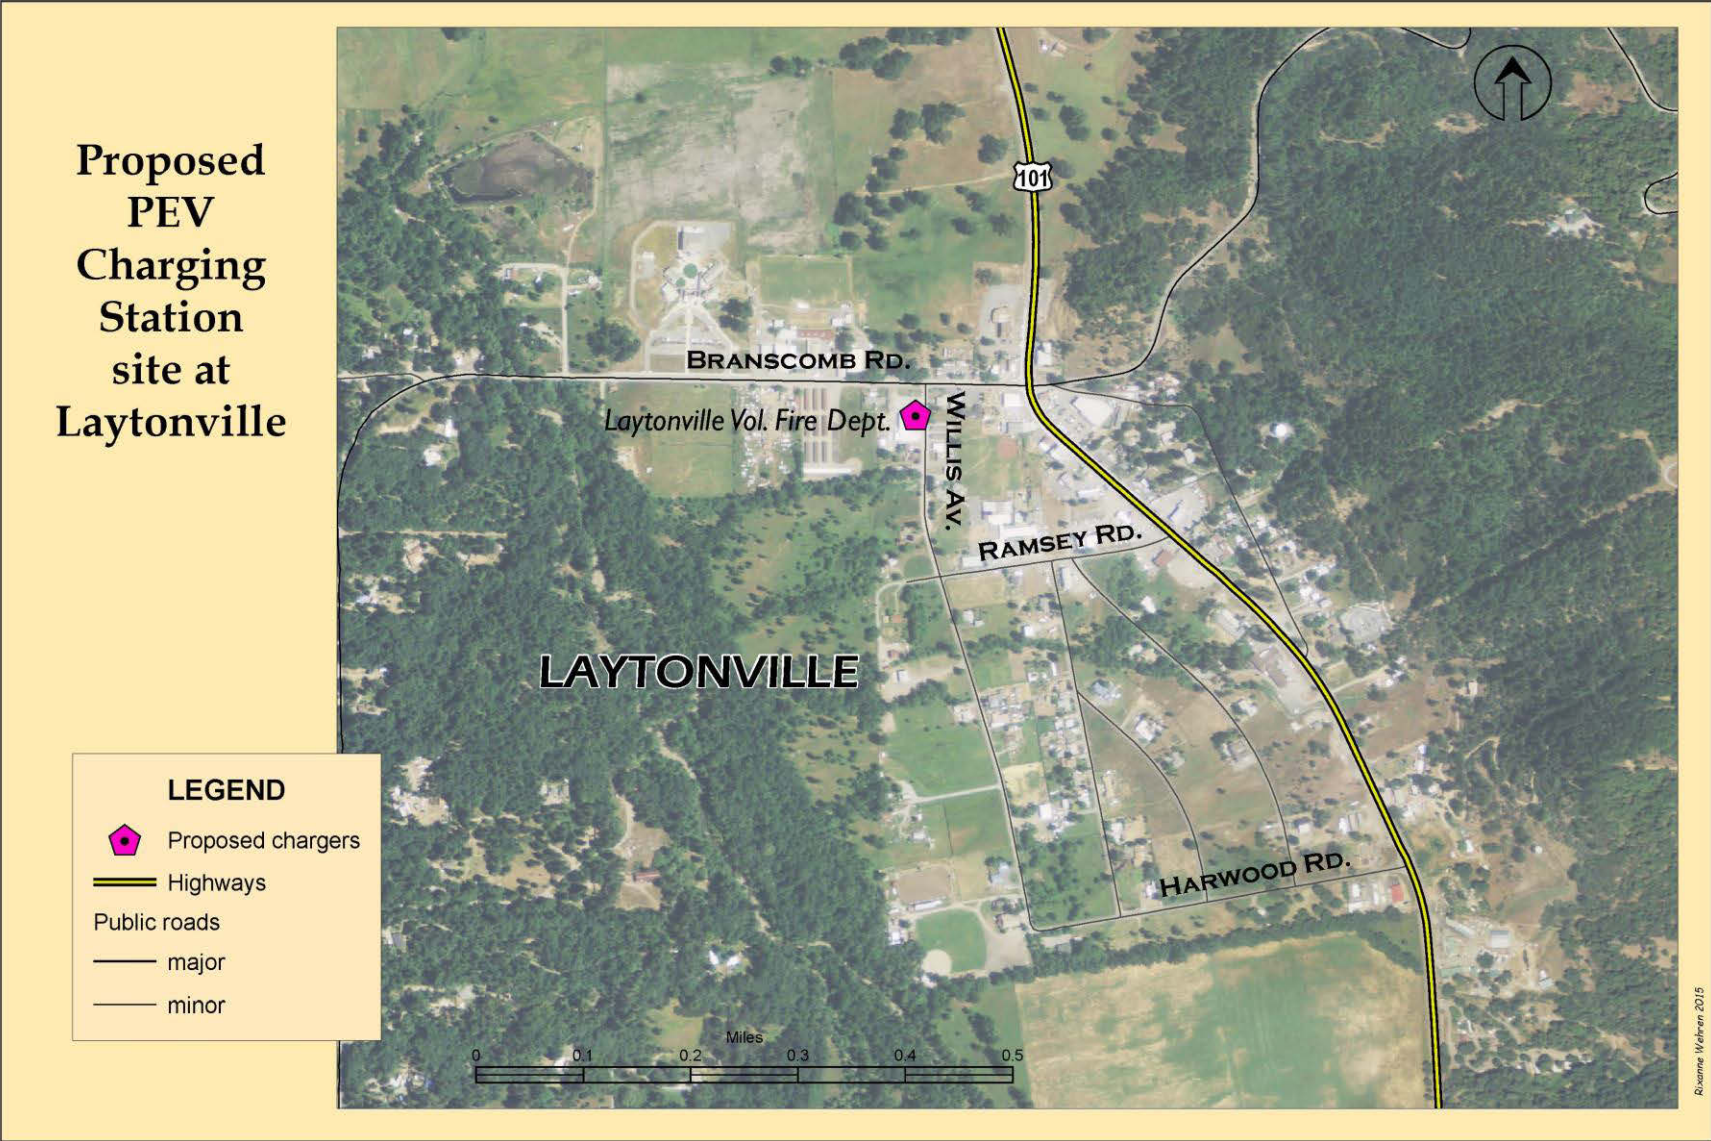 Proposed
PEV
Charging
Station
site at
Laytonville
101
BRANSCOMB RD.
Laytonville Vol. Fire Dept.
WILLIS AV.
RAMSEY RD.
LAYTONVILLE
HARWOOD RD.
LEGEND
Proposed chargers
Highways
Public roads
major
minor
Miles
0 0.1 0.2 0.3 0.4 0.5
Rixanne Wehren 2015